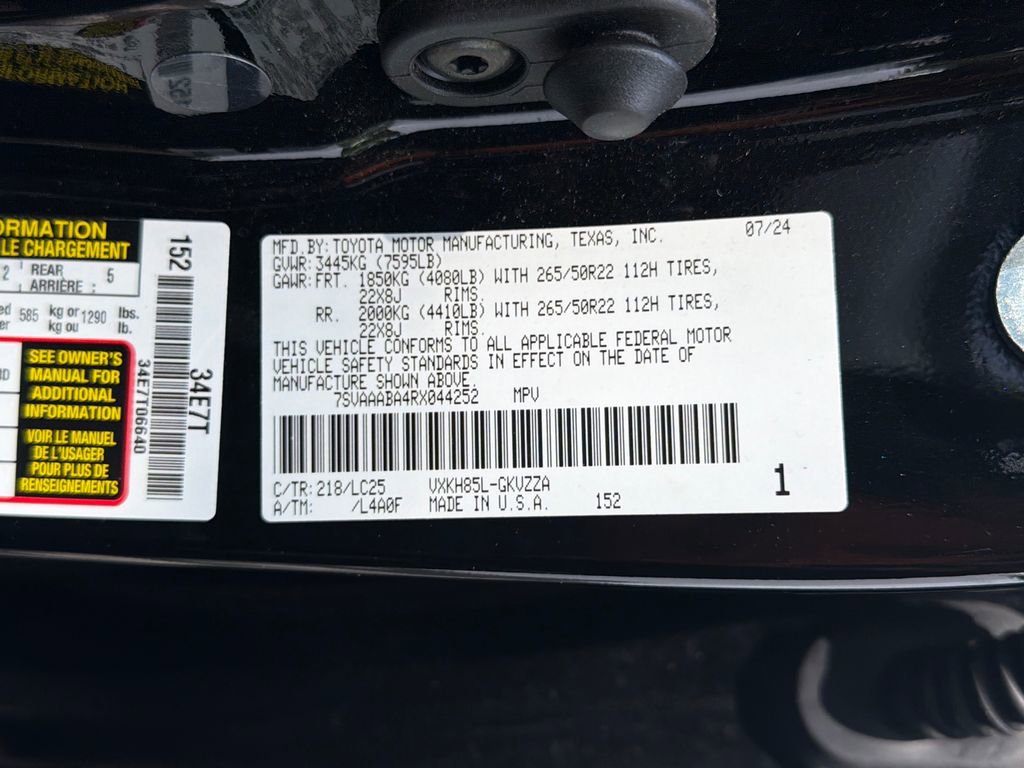 ORMATION
LE CHARGEMENT
2 REAR ARRIÈRE : 5
585 kg or kg ou 1290 lbs. lb.
SEE OWNER'S
MANUAL FOR
ADDITIONAL
INFORMATION
VOIR LE MANUEL
DE L'USAGER
POUR PLUS DE
RENSEIGNEMENTS
152
34E7T
34E7T06640
MFD. BY: TOYOTA MOTOR MANUFACTURING, TEXAS, INC. 07/24
GVWR: 3445KG (7595LB)
GAWR: FRT. 1850KG (4080LB) WITH 265/50R22 112H TIRES,
22X8J RIMS.
RR. 2000KG (4410LB) WITH 265/50R22 112H TIRES,
22X8J RIMS.
THIS VEHICLE CONFORMS TO ALL APPLICABLE FEDERAL MOTOR
VEHICLE SAFETY STANDARDS IN EFFECT ON THE DATE OF
MANUFACTURE SHOWN ABOVE.
7SVAAABA4RX044252 MPV
C/TR: 218/LC25 VXKH85L-GKVZZA
A/TM: /L4A0F MADE IN U.S.A. 152
1